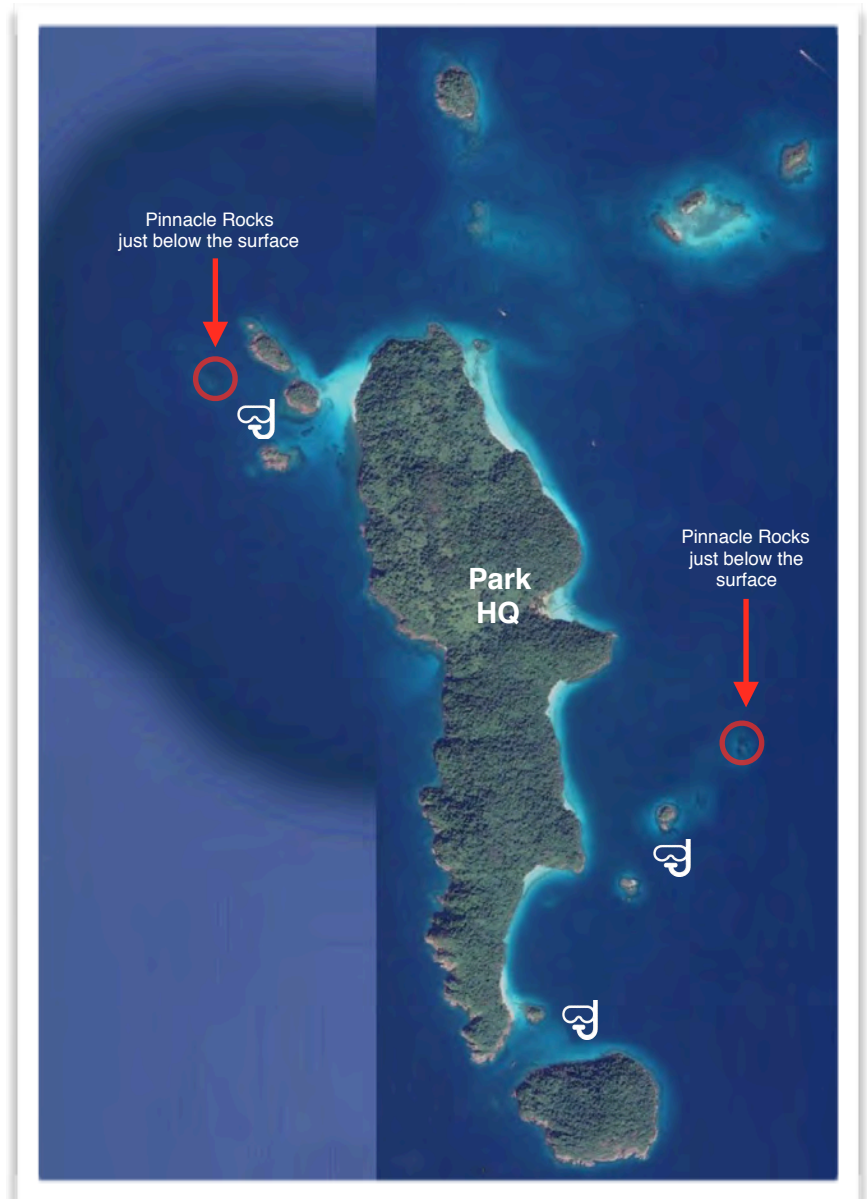 Pinnacle Rocks
just below the surface
Pinnacle Rocks
just below the
surface
Park
HQ